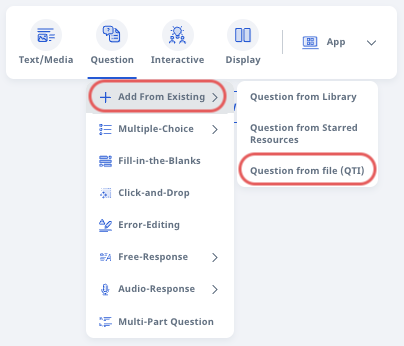 Text/Media
Question
Interactive
Display
App
Add From Existing
Multiple-Choice
Fill-in-the-Blanks
Click-and-Drop
Error-Editing
Free-Response
Audio-Response
Multi-Part Question
Question from Library
Question from Starred
Resources
Question from file (QTI)